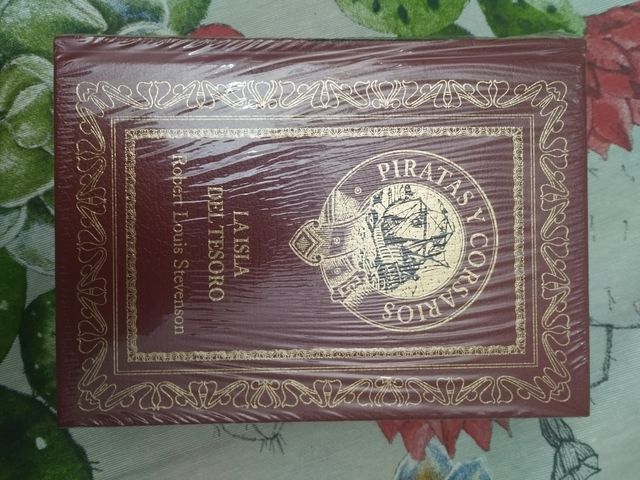 PIRATAS Y CORSARIOS
LA ISLA
DEL TESORO
Robert Louis Stevenson